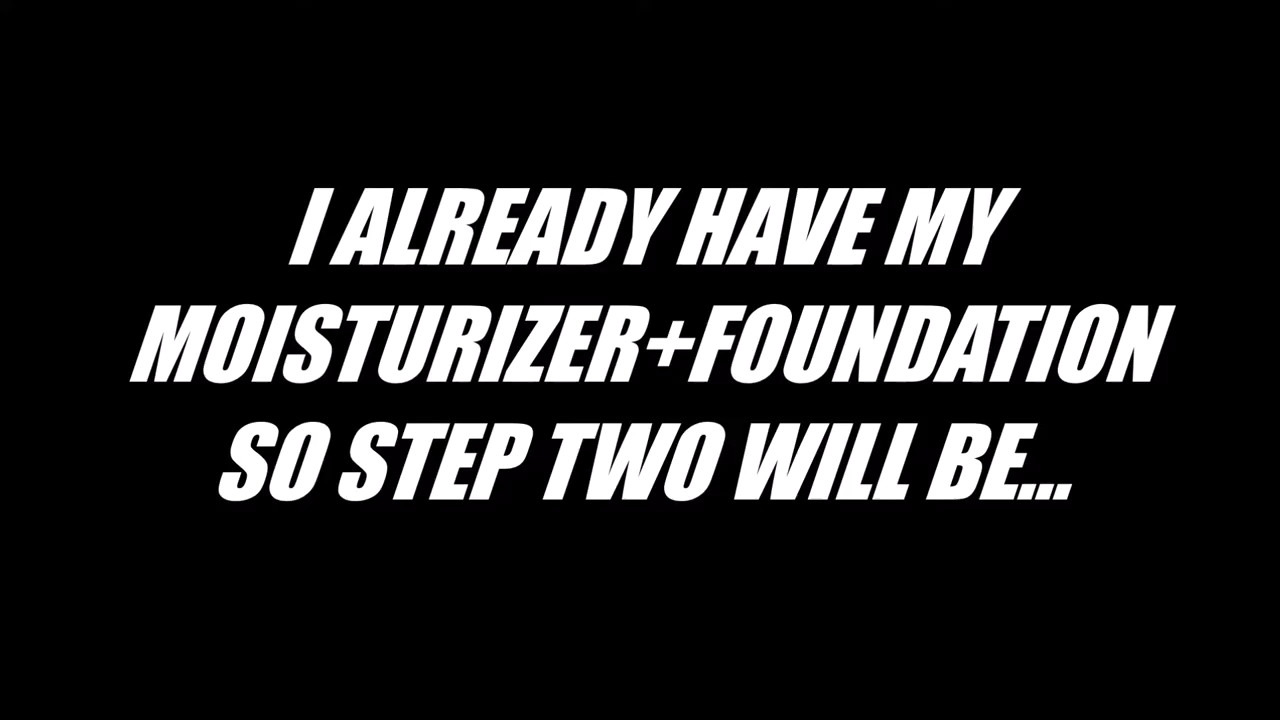 I ALREADY HAVE MY
MOISTURIZER+FOUNDATION
SO STEP TWO WILL BE...